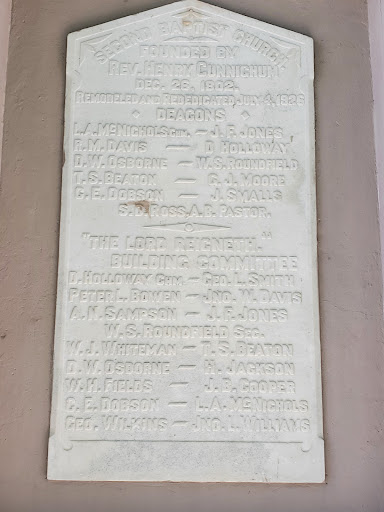 SECOND BAPTIST CHURCH
FOUNDED BY
REV. HENRY CUNNIGHUM
DEC. 26, 1802.
REMODELED AND REDEDICATED JULY 4, 1926
DEACONS
L.A. MCNICHOLS CHM. — J.F. JONES
R.M. DAVIS — D. HOLLOWAY
D.W. OSBORNE — W.S. ROUNDFIELD
T.S. BEATON — G.J. MOORE
G.E. DOBSON — J. SMALLS
S.D. ROSS, A.B. PASTOR.
"THE LORD REIGNETH."
BUILDING COMMITTEE
D. HOLLOWAY CHM. — GEO. L. SMITH
PETER L. BOWEN — JNO. W. DAVIS
A.N. SAMPSON — J.F. JONES
W.S. ROUNDFIELD SEC.
W.J. WHITEMAN — T.S. BEATON
D.W. OSBORNE — H. JACKSON
W.H. FIELDS — J.B. COOPER
G.E. DOBSON — L.A. MCNICHOLS
GEO. WILKINS — JNO. L. WILLIAMS